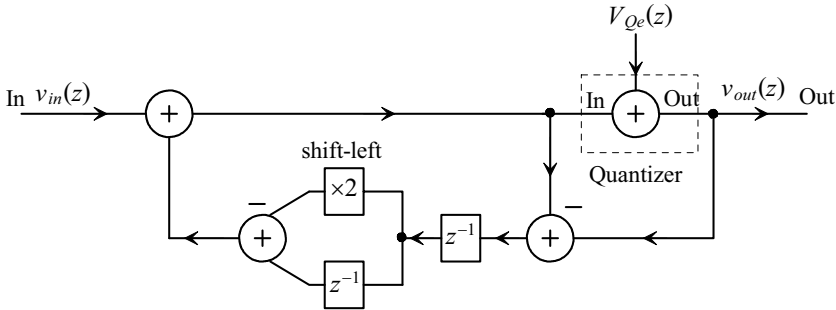 V_Qe(z)
In v_in(z)
In
Out
v_out(z) Out
+
+
shift-left
Quantizer
−
×2
−
+
z^−1
+
z^−1